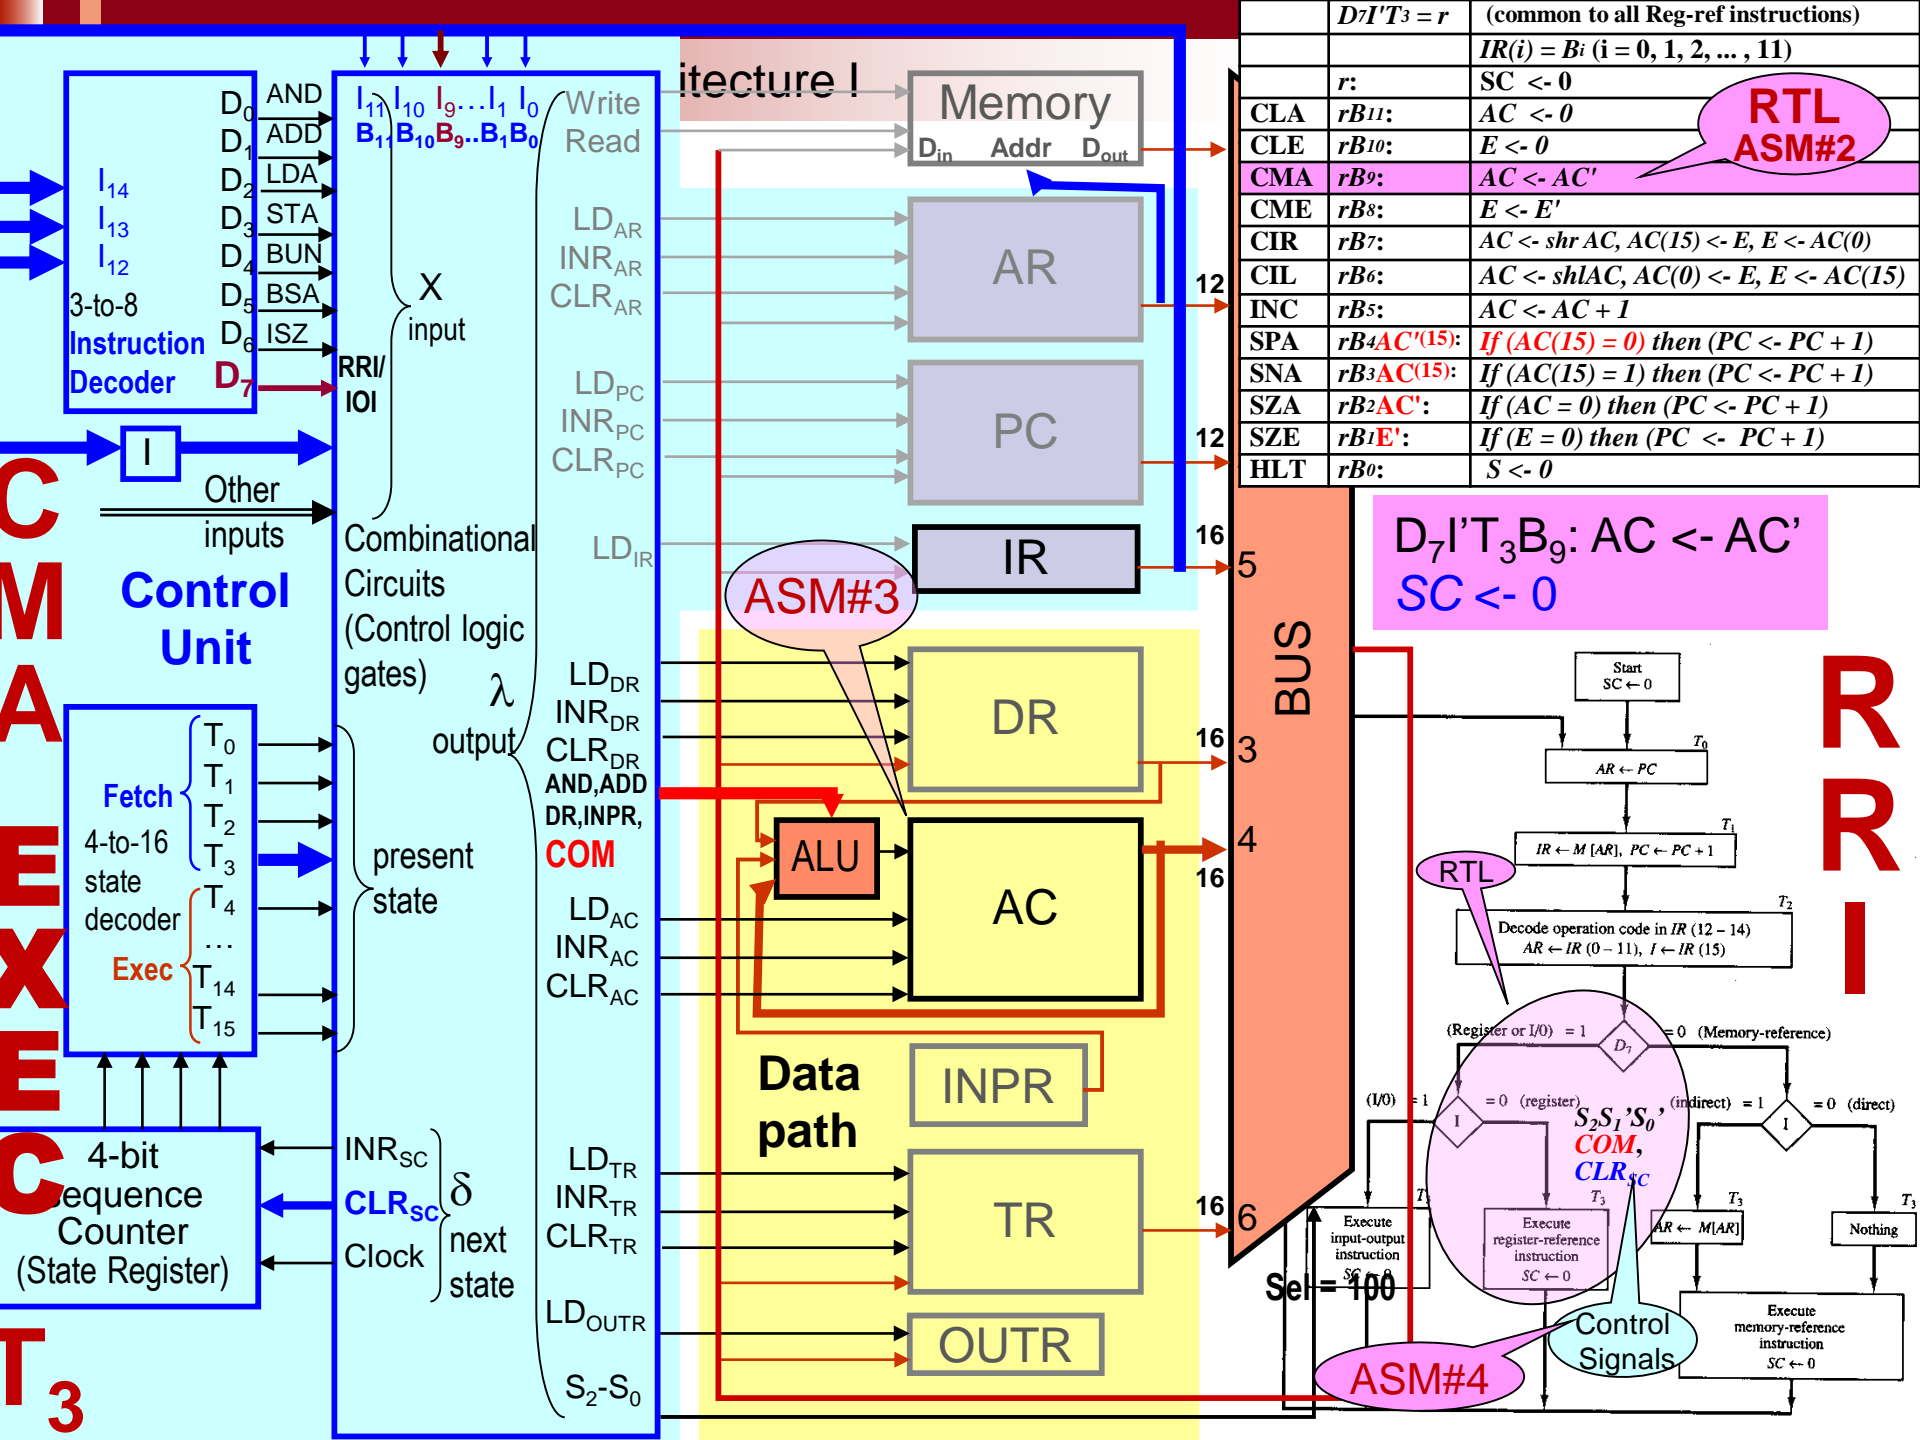 itecture I
D7I'T3 = r (common to all Reg-ref instructions)
IR(i) = Bi (i = 0, 1, 2, ... , 11)
r: SC <- 0
CLA rB11: AC <- 0
CLE rB10: E <- 0
CMA rB9: AC <- AC'
CME rB8: E <- E'
CIR rB7: AC <- shr AC, AC(15) <- E, E <- AC(0)
CIL rB6: AC <- shlAC, AC(0) <- E, E <- AC(15)
INC rB5: AC <- AC + 1
SPA rB4AC'(15): If (AC(15) = 0) then (PC <- PC + 1)
SNA rB3AC(15): If (AC(15) = 1) then (PC <- PC + 1)
SZA rB2AC': If (AC = 0) then (PC <- PC + 1)
SZE rB1E': If (E = 0) then (PC <- PC + 1)
HLT rB0: S <- 0
RTL
ASM#2
D7I'T3B9: AC <- AC'
SC <- 0
CMA EXEC T3
RRI
I14
I13
I12
3-to-8
Instruction
Decoder
D0 AND
D1 ADD
D2 LDA
D3 STA
D4 BUN
D5 BSA
D6 ISZ
D7
RRI/
IOI
I
Other
inputs
Control
Unit
I11 I10 I9...I1 I0
B11 B10 B9..B1 B0
X
input
Combinational
Circuits
(Control logic
gates)
λ
output
Fetch
Exec
4-to-16
state
decoder
T0
T1
T2
T3
T4
...
T14
T15
present
state
4-bit
sequence
Counter
(State Register)
INRSC
CLRSC
Clock
δ
next
state
Write
Read
LDAR
INRAR
CLRAR
LDPC
INRPC
CLRPC
LDIR
LDDR
INRDR
CLRDR
AND,ADD
DR,INPR,
COM
LDAC
INRAC
CLRAC
LDTR
INRTR
CLRTR
LDOUTR
S2-S0
Memory
Din Addr Dout
AR
12
PC
12
IR
16
5
ASM#3
DR
16
3
ALU
AC
4
16
Data
path
INPR
TR
16
6
OUTR
BUS
Sel = 100
Start
SC ← 0
T0
AR ← PC
T1
IR ← M [AR], PC ← PC + 1
RTL
T2
Decode operation code in IR (12 – 14)
AR ← IR (0 – 11), I ← IR (15)
(Register or I/0) = 1
D7
= 0 (Memory-reference)
(I/0) = 1
I
= 0 (register)
(indirect) = 1
I
= 0 (direct)
S2S1'S0'
COM,
CLRSC
T3
T3
T3
Execute
input-output
instruction
SC ← 0
Execute
register-reference
instruction
SC ← 0
AR ← M[AR]
Nothing
Execute
memory-reference
instruction
SC ← 0
Control
Signals
ASM#4